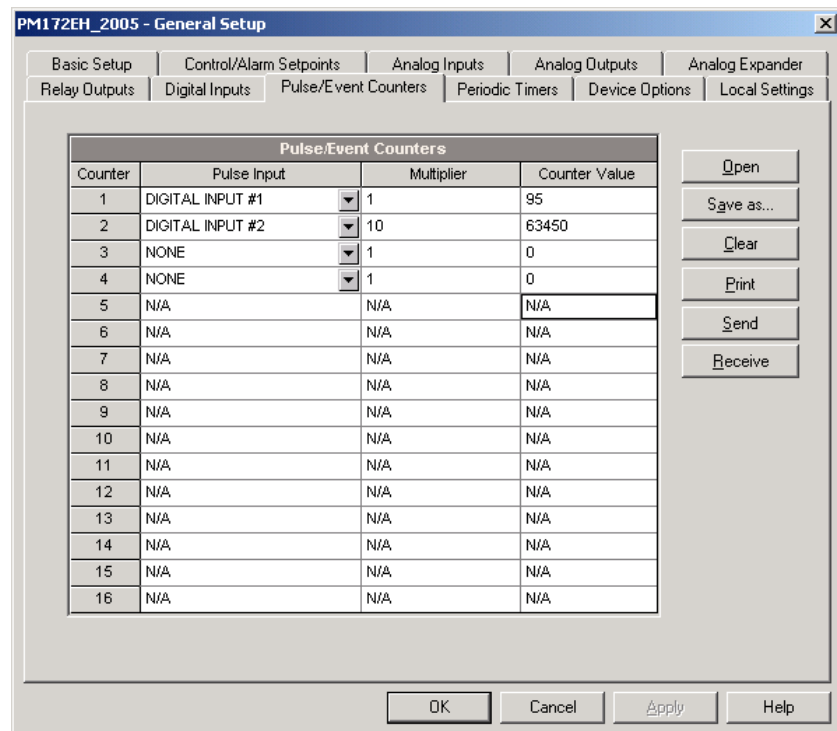 PM172EH_2005 - General Setup
Basic Setup Control/Alarm Setpoints Analog Inputs Analog Outputs Analog Expander
Relay Outputs Digital Inputs Pulse/Event Counters Periodic Timers Device Options Local Settings
Pulse/Event Counters
Counter Pulse Input Multiplier Counter Value
1 DIGITAL INPUT #1 1 95
2 DIGITAL INPUT #2 10 63450
3 NONE 1 0
4 NONE 1 0
5 N/A N/A N/A
6 N/A N/A N/A
7 N/A N/A N/A
8 N/A N/A N/A
9 N/A N/A N/A
10 N/A N/A N/A
11 N/A N/A N/A
12 N/A N/A N/A
13 N/A N/A N/A
14 N/A N/A N/A
15 N/A N/A N/A
16 N/A N/A N/A
Open
Save as...
Clear
Print
Send
Receive
OK Cancel Apply Help